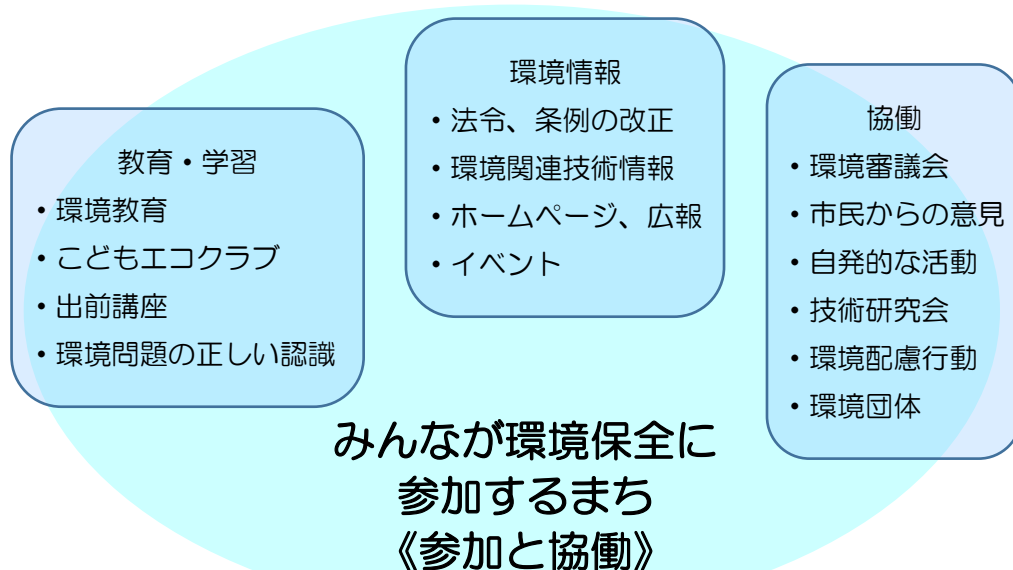 教育・学習
・環境教育
・こどもエコクラブ
・出前講座
・環境問題の正しい認識
環境情報
・法令、条例の改正
・環境関連技術情報
・ホームページ、広報
・イベント
協働
・環境審議会
・市民からの意見
・自発的な活動
・技術研究会
・環境配慮行動
・環境団体
みんなが環境保全に
参加するまち
《参加と協働》